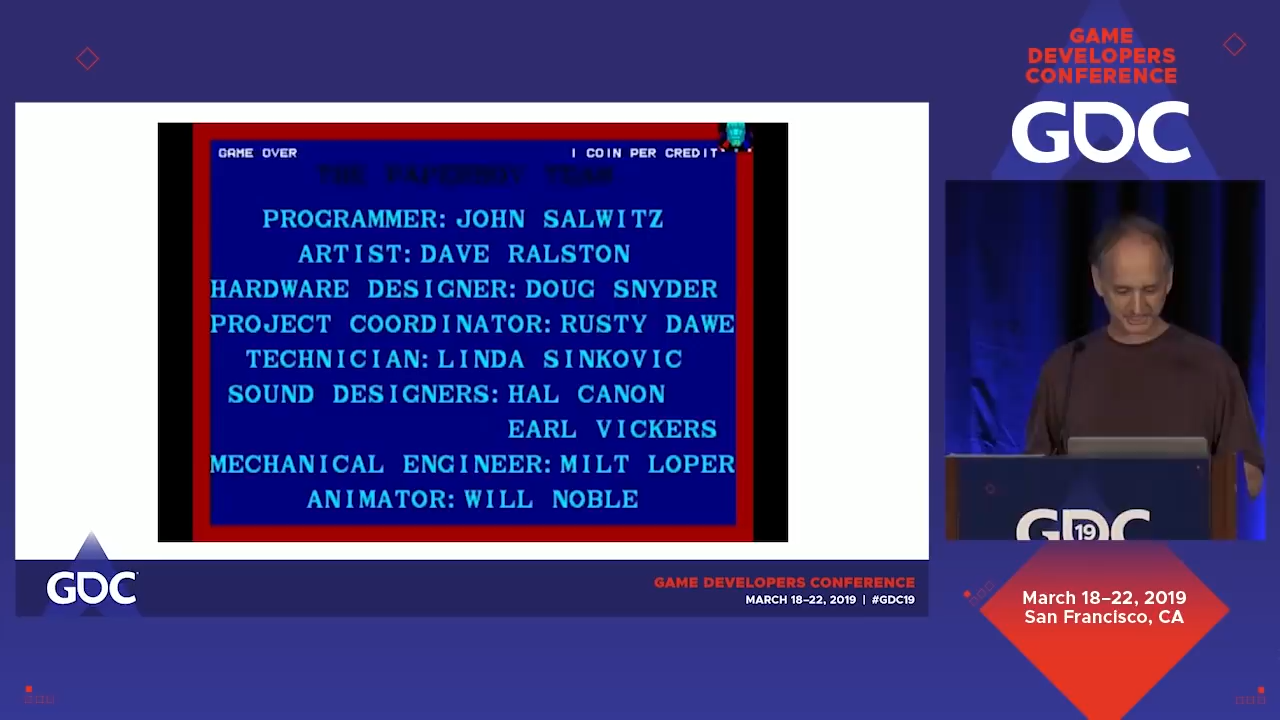 GAME
DEVELOPERS
CONFERENCE
GDC
GAME OVER
1 COIN PER CREDIT
THE PAPERBOY TEAM
PROGRAMMER: JOHN SALWITZ
ARTIST: DAVE RALSTON
HARDWARE DESIGNER: DOUG SNYDER
PROJECT COORDINATOR: RUSTY DAWE
TECHNICIAN: LINDA SINKOVIC
SOUND DESIGNERS: HAL CANON
EARL VICKERS
MECHANICAL ENGINEER: MILT LOPER
ANIMATOR: WILL NOBLE
GDC
GAME DEVELOPERS CONFERENCE
MARCH 18–22, 2019 | #GDC19
GDC
19
March 18–22, 2019
San Francisco, CA